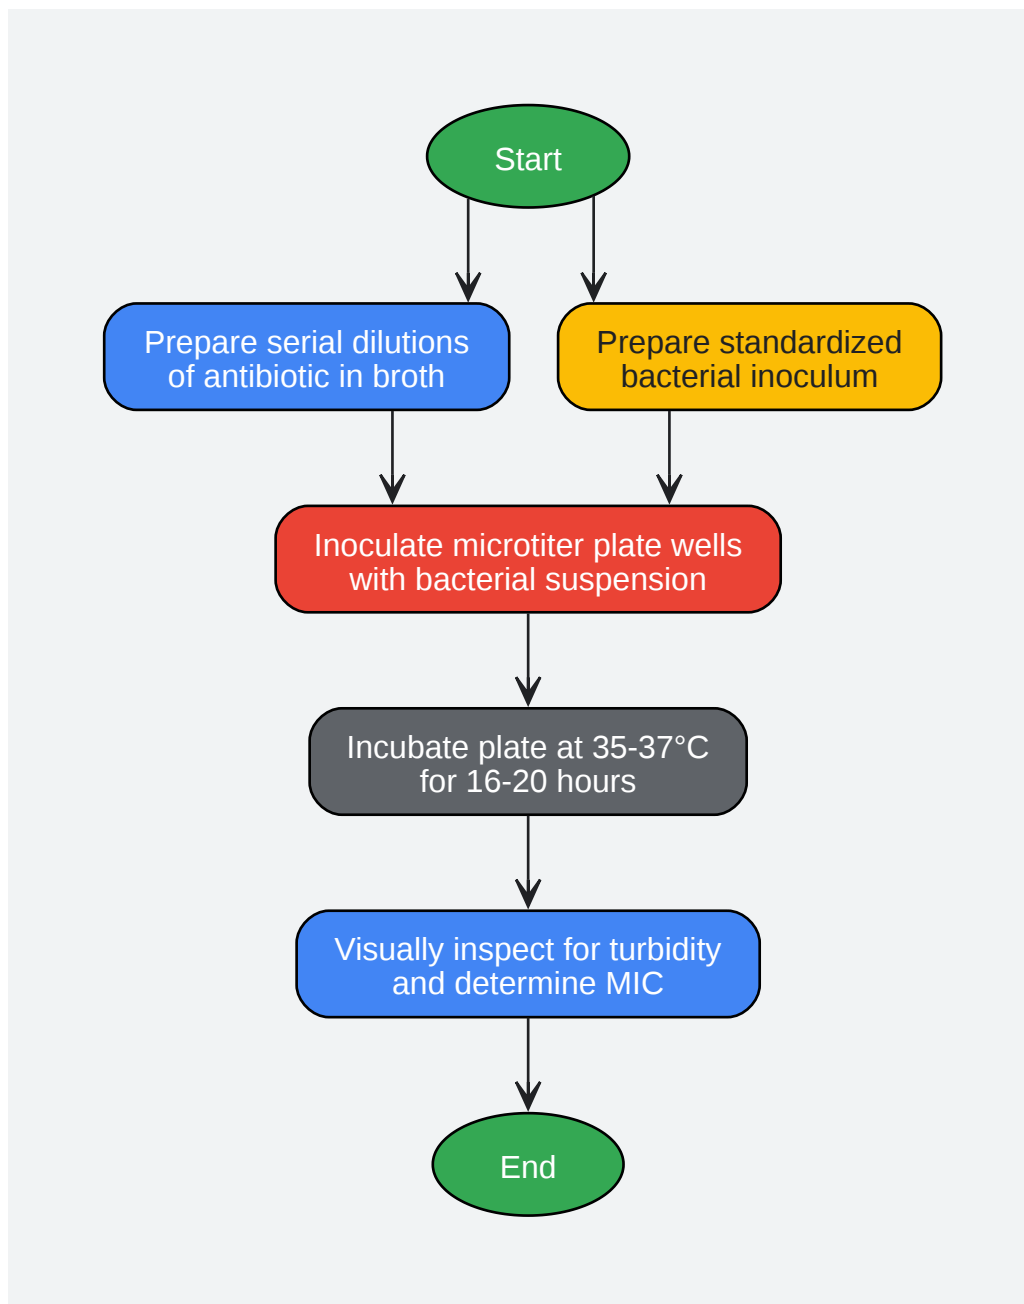 Start
Prepare serial dilutions
of antibiotic in broth
Prepare standardized
bacterial inoculum
Inoculate microtiter plate wells
with bacterial suspension
Incubate plate at 35-37°C
for 16-20 hours
Visually inspect for turbidity
and determine MIC
End